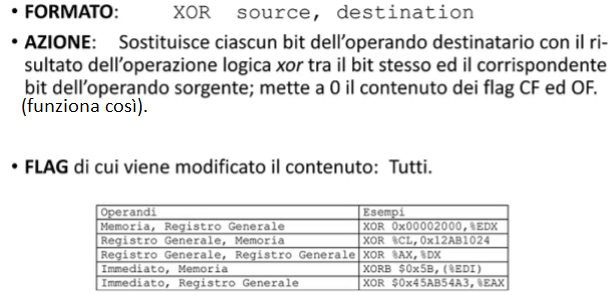 • FORMATO: XOR source, destination
• AZIONE: Sostituisce ciascun bit dell'operando destinatario con il ri-
sultato dell'operazione logica xor tra il bit stesso ed il corrispondente
bit dell'operando sorgente; mette a 0 il contenuto dei flag CF ed OF.
(funziona così).
• FLAG di cui viene modificato il contenuto: Tutti.
Operandi Esempi
Memoria, Registro Generale XOR 0x00002000,%EDX
Registro Generale, Memoria XOR %CL,0x12AB1024
Registro Generale, Registro Generale XOR %AX,%DX
Immediato, Memoria XORB $0x5B,(%EDI)
Immediato, Registro Generale XOR $0x45AB54A3,%EAX